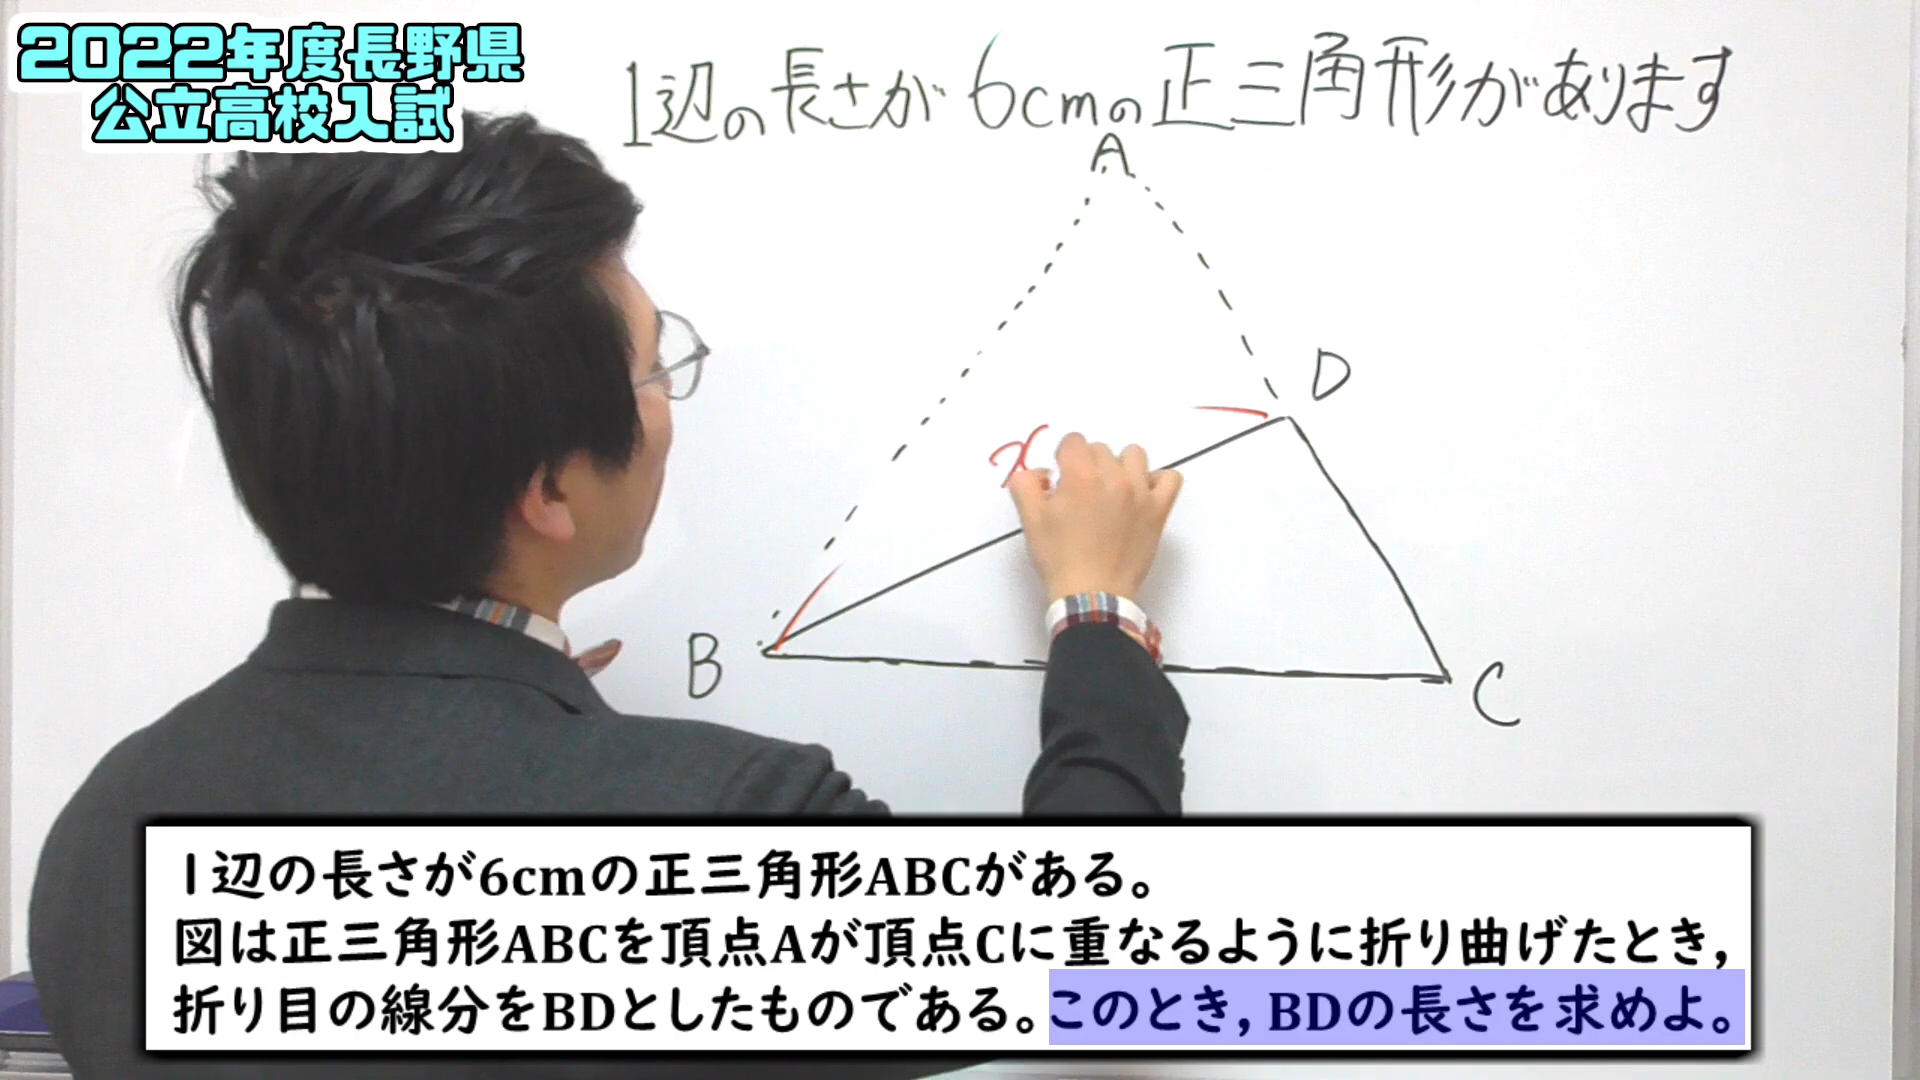 2022年度長野県
公立高校入試
1辺の長さが6cmの正三角形があります
A
D
x
B
C
1辺の長さが6cmの正三角形ABCがある。
図は正三角形ABCを頂点Aが頂点Cに重なるように折り曲げたとき,
折り目の線分をBDとしたものである。このとき, BDの長さを求めよ。